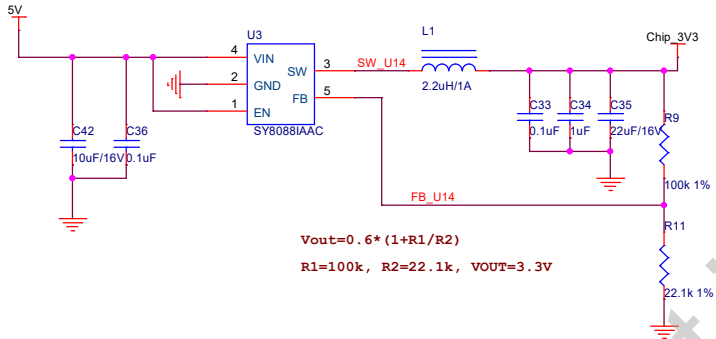 5V
U3
L1
Chip_3V3
4
VIN
SW
3
SW_U14
2
GND
FB
5
2.2uH/1A
1
EN
SY8088IAAC
C42
C36
10uF/16V
0.1uF
C33
C34
C35
0.1uF
1uF
22uF/16V
R9
100k 1%
FB_U14
R11
22.1k 1%
Vout=0.6*(1+R1/R2)
R1=100k, R2=22.1k, VOUT=3.3V